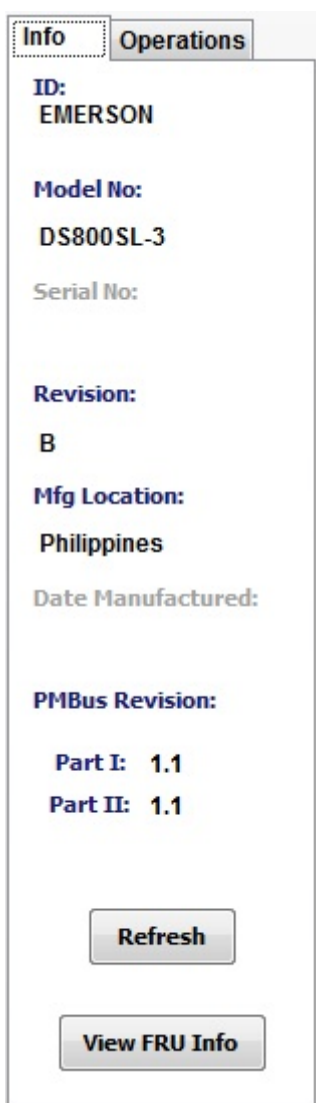 Info Operations
ID:
EMERSON
Model No:
DS800SL-3
Serial No:
Revision:
B
Mfg Location:
Philippines
Date Manufactured:
PMBus Revision:
Part I: 1.1
Part II: 1.1
Refresh
View FRU Info